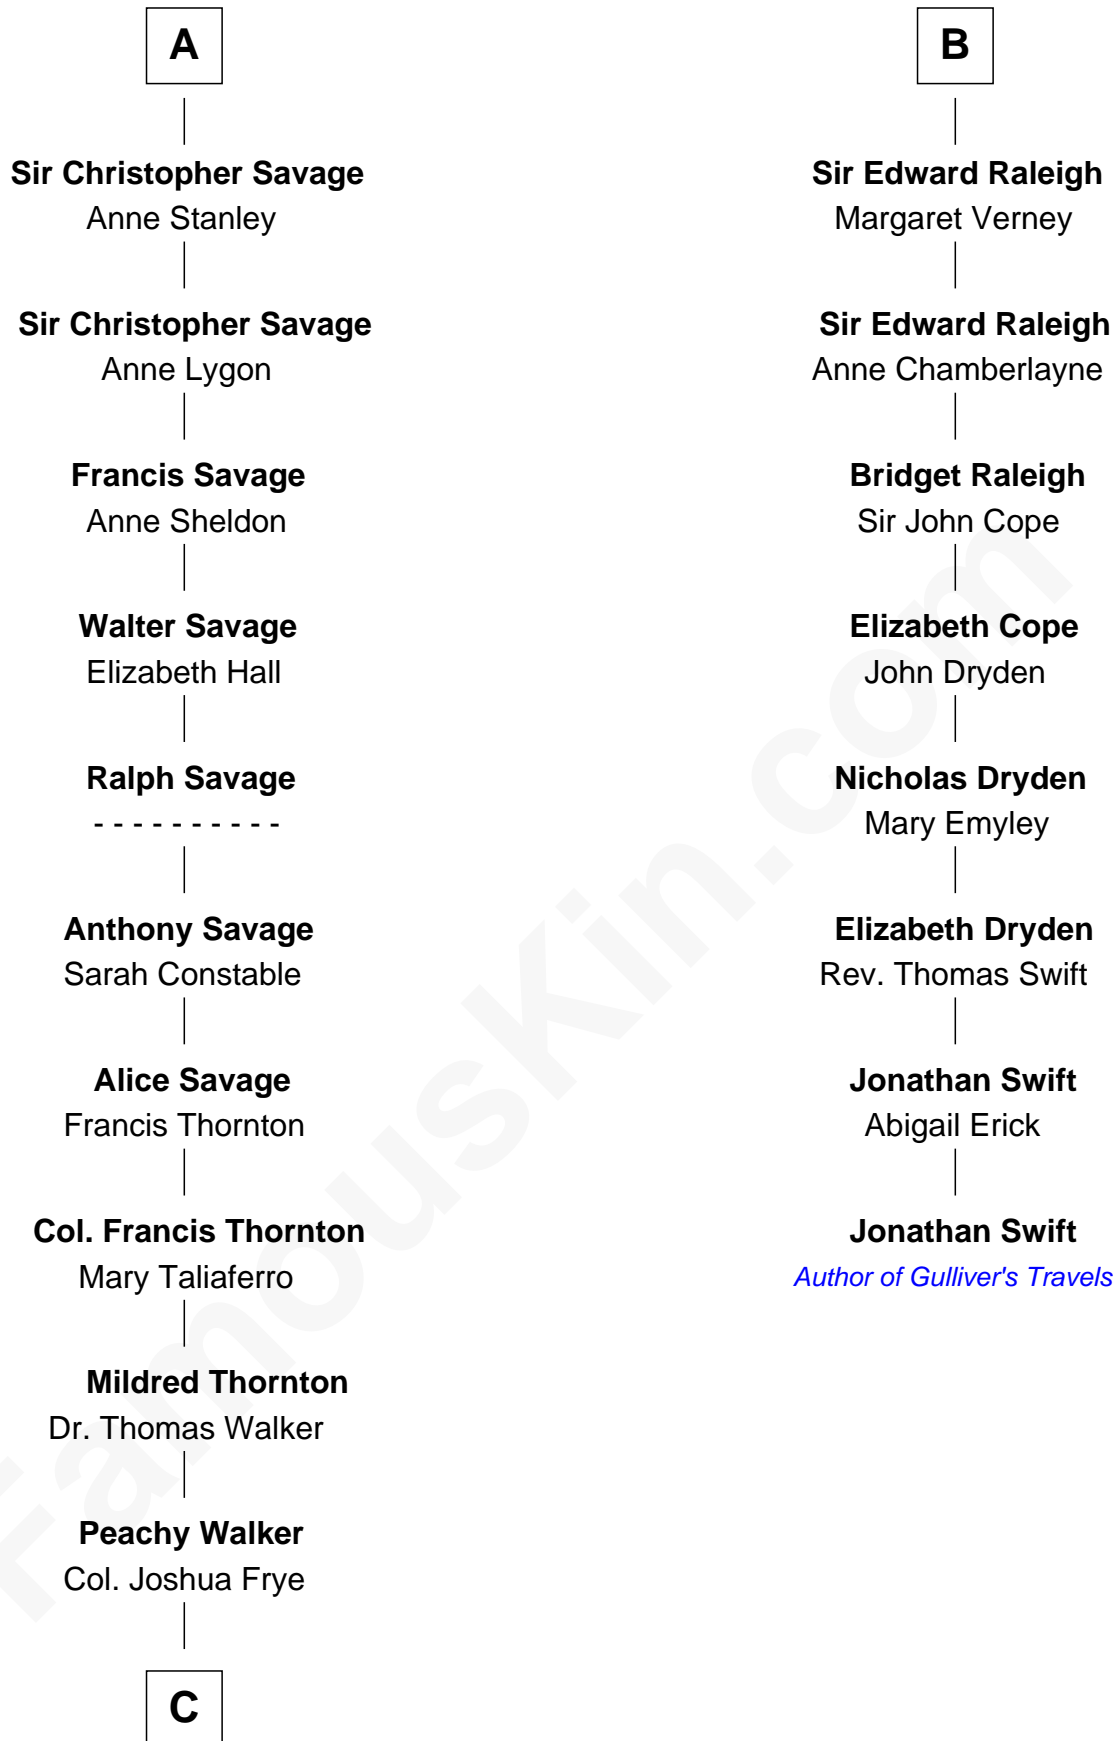 A
Sir Christopher Savage
Anne Stanley
Sir Christopher Savage
Anne Lygon
Francis Savage
Anne Sheldon
Walter Savage
Elizabeth Hall
Ralph Savage
- - - - - - - - - -
Anthony Savage
Sarah Constable
Alice Savage
Francis Thornton
Col. Francis Thornton
Mary Taliaferro
Mildred Thornton
Dr. Thomas Walker
Peachy Walker
Col. Joshua Frye
C
B
Sir Edward Raleigh
Margaret Verney
Sir Edward Raleigh
Anne Chamberlayne
Bridget Raleigh
Sir John Cope
Elizabeth Cope
John Dryden
Nicholas Dryden
Mary Emyley
Elizabeth Dryden
Rev. Thomas Swift
Jonathan Swift
Abigail Erick
Jonathan Swift
Author of Gulliver's Travels
FamousKin.com